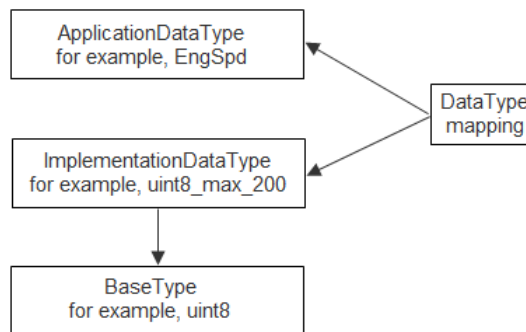 ApplicationDataType
for example, EngSpd
DataType
mapping
ImplementationDataType
for example, uint8_max_200
BaseType
for example, uint8